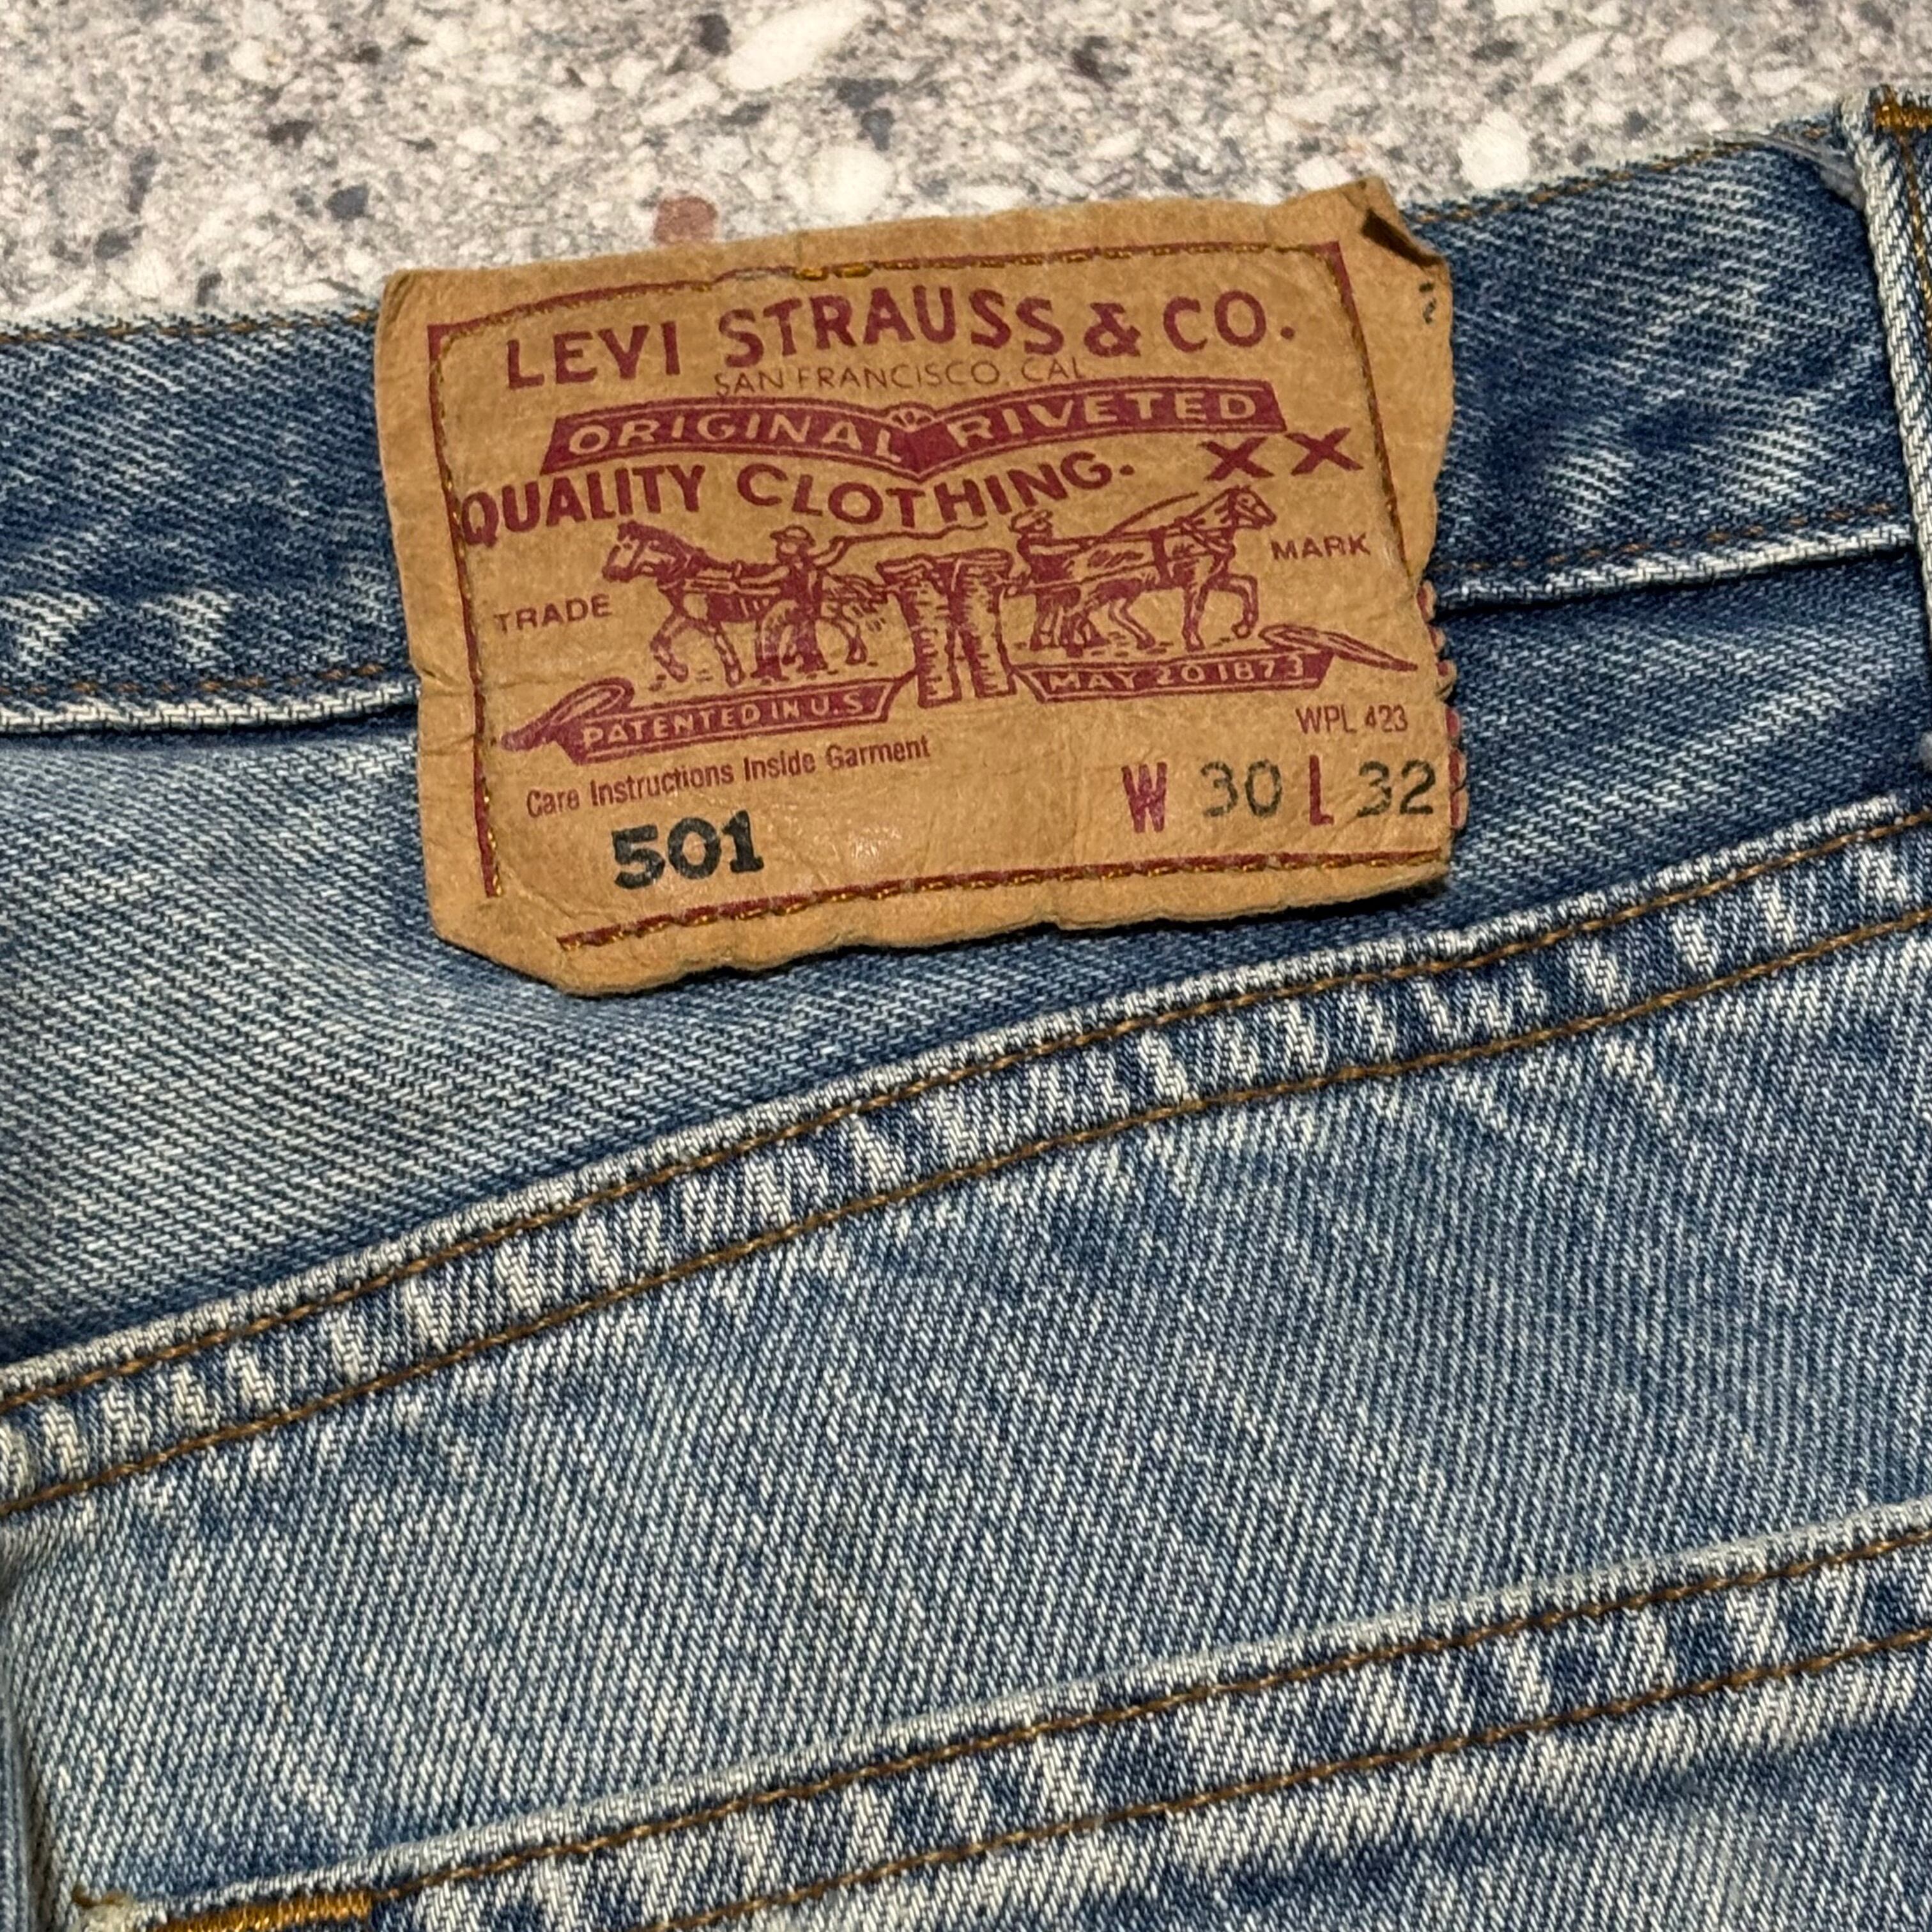 LEVI STRAUSS & CO.
SAN FRANCISCO, CAL.
ORIGINAL RIVETED
QUALITY CLOTHING. XX
TRADE MARK
PATENTED IN U.S. MAY 20 1873
WPL 423
Care Instructions Inside Garment
W 30 L 32
501